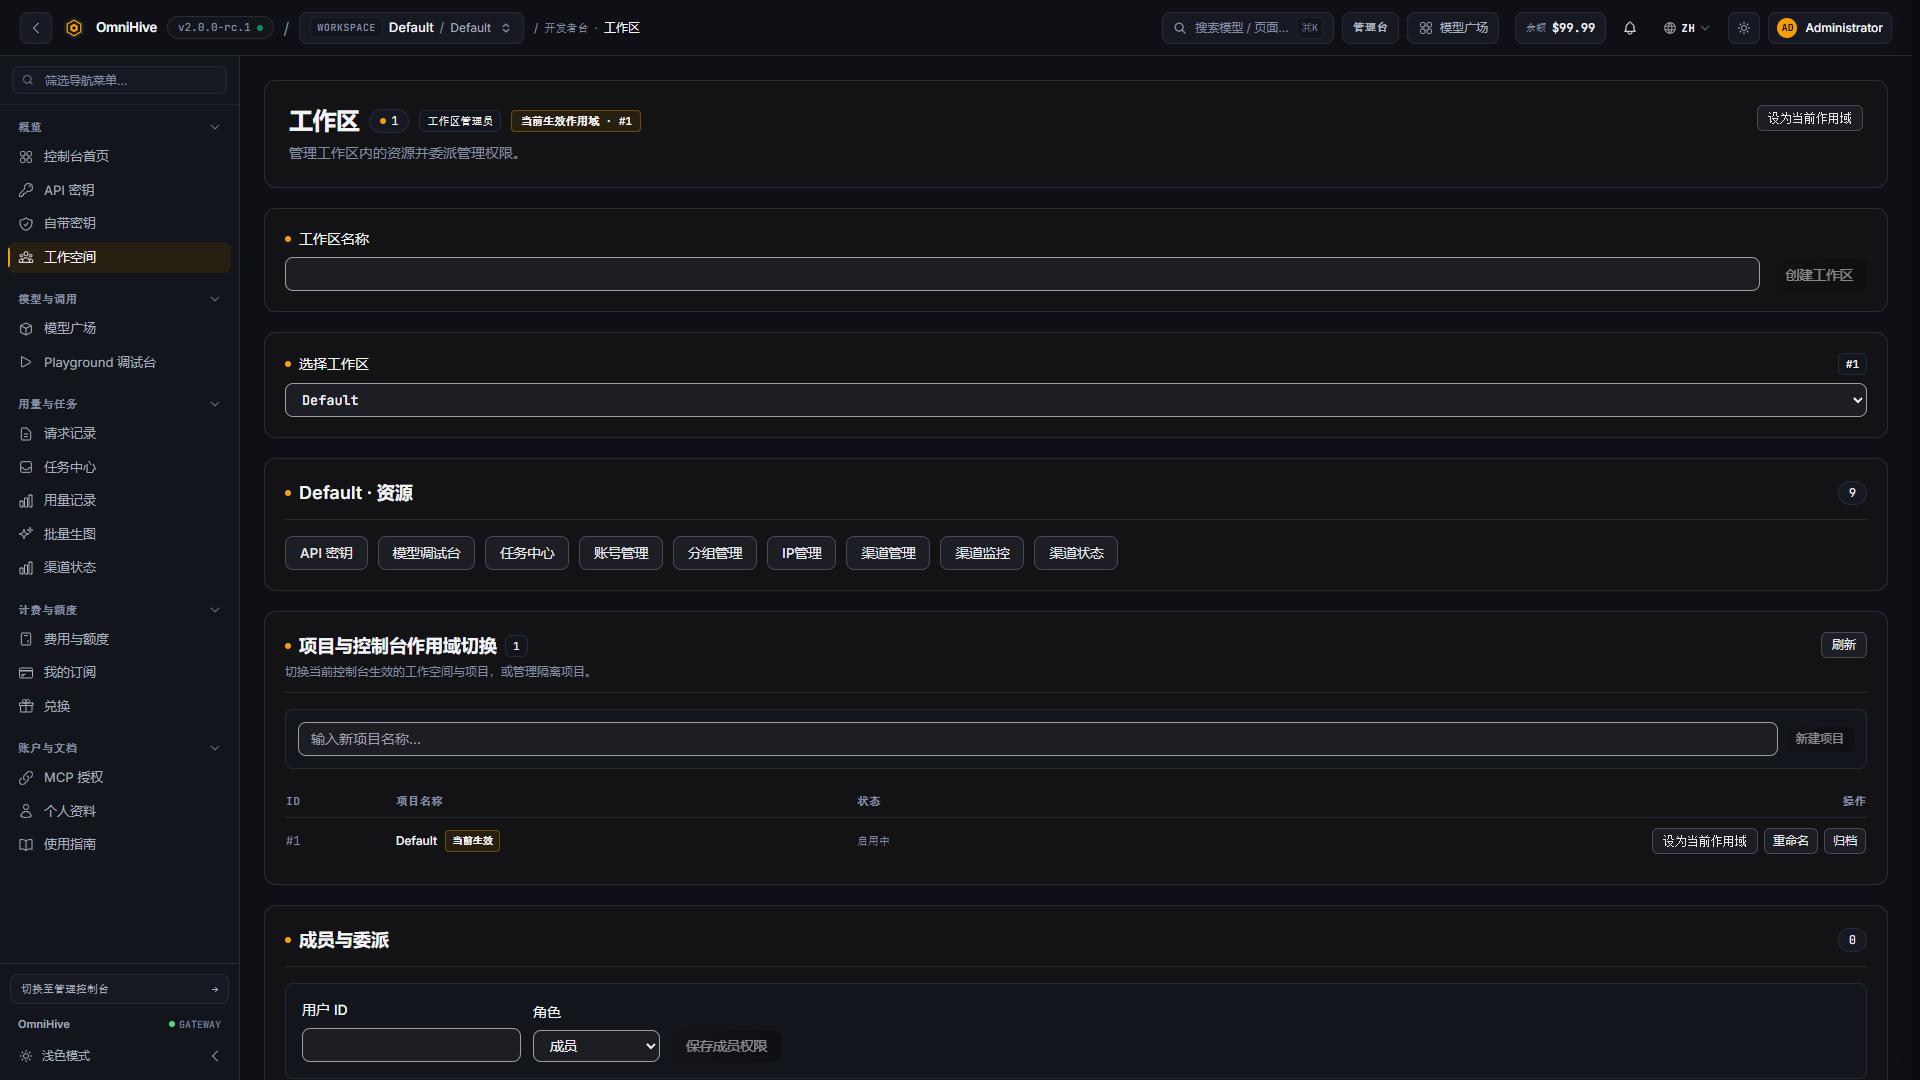 OmniHive v2.0.0-rc.1 / WORKSPACE Default / Default / 开发者台 · 工作区 搜索模型 / 页面... ⌘K 管理台 模型广场 余额 $99.99 ZH AD Administrator
筛选导航菜单...
概览
控制台首页
API 密钥
自带密钥
工作空间
模型与调用
模型广场
Playground 调试台
用量与任务
请求记录
任务中心
用量记录
批量生图
渠道状态
计费与额度
费用与额度
我的订阅
兑换
账户与文档
MCP 授权
个人资料
使用指南
切换至管理控制台 →
OmniHive GATEWAY
浅色模式
工作区 1 工作区管理员 当前生效作用域 · #1 设为当前作用域
管理工作区内的资源并委派管理权限。
工作区名称
创建工作区
选择工作区 #1
Default
Default · 资源 9
API 密钥 模型调试台 任务中心 账号管理 分组管理 IP管理 渠道管理 渠道监控 渠道状态
项目与控制台作用域切换 1 刷新
切换当前控制台生效的工作空间与项目，或管理隔离项目。
输入新项目名称... 新建项目
ID 项目名称 状态 操作
#1 Default 当前生效 启用中 设为当前作用域 重命名 归档
成员与委派 0
用户 ID 角色
成员 保存成员权限